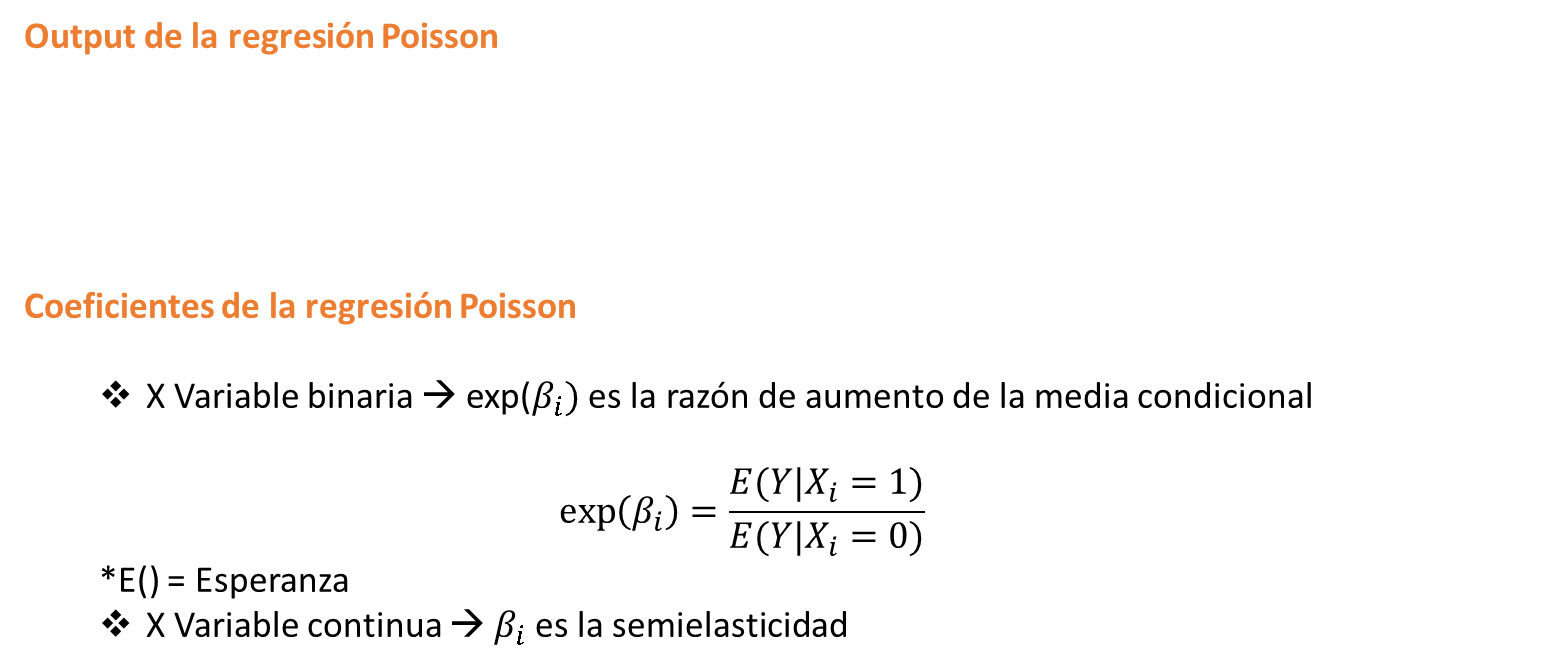 Output de la regresión Poisson
Coeficientes de la regresión Poisson
❖ X Variable binaria → exp(𝛽𝑖) es la razón de aumento de la media condicional
exp(𝛽𝑖) = 𝐸(𝑌|𝑋𝑖 = 1) / 𝐸(𝑌|𝑋𝑖 = 0)
*E() = Esperanza
❖ X Variable continua → 𝛽𝑖 es la semielasticidad